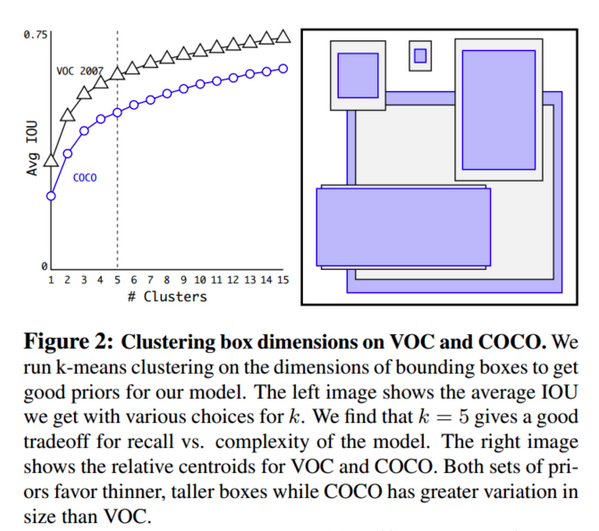 0.75
VOC 2007
Avg IOU
COCO
0
1 2 3 4 5 6 7 8 9 10 11 12 13 14 15
# Clusters
Figure 2: Clustering box dimensions on VOC and COCO. We
run k-means clustering on the dimensions of bounding boxes to get
good priors for our model. The left image shows the average IOU
we get with various choices for k. We find that k = 5 gives a good
tradeoff for recall vs. complexity of the model. The right image
shows the relative centroids for VOC and COCO. Both sets of pri-
ors favor thinner, taller boxes while COCO has greater variation in
size than VOC.